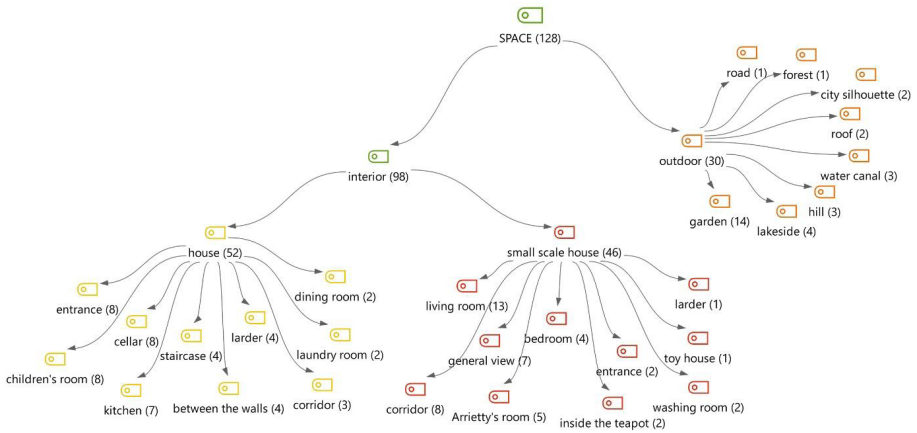 SPACE (128)
road (1)
forest (1)
city silhouette (2)
roof (2)
outdoor (30)
water canal (3)
interior (98)
hill (3)
garden (14)
lakeside (4)
house (52)
small scale house (46)
dining room (2)
living room (13)
larder (1)
entrance (8)
cellar (8)
larder (4)
bedroom (4)
staircase (4)
laundry room (2)
general view (7)
toy house (1)
children's room (8)
entrance (2)
kitchen (7)
between the walls (4)
corridor (3)
corridor (8)
Arrietty's room (5)
washing room (2)
inside the teapot (2)